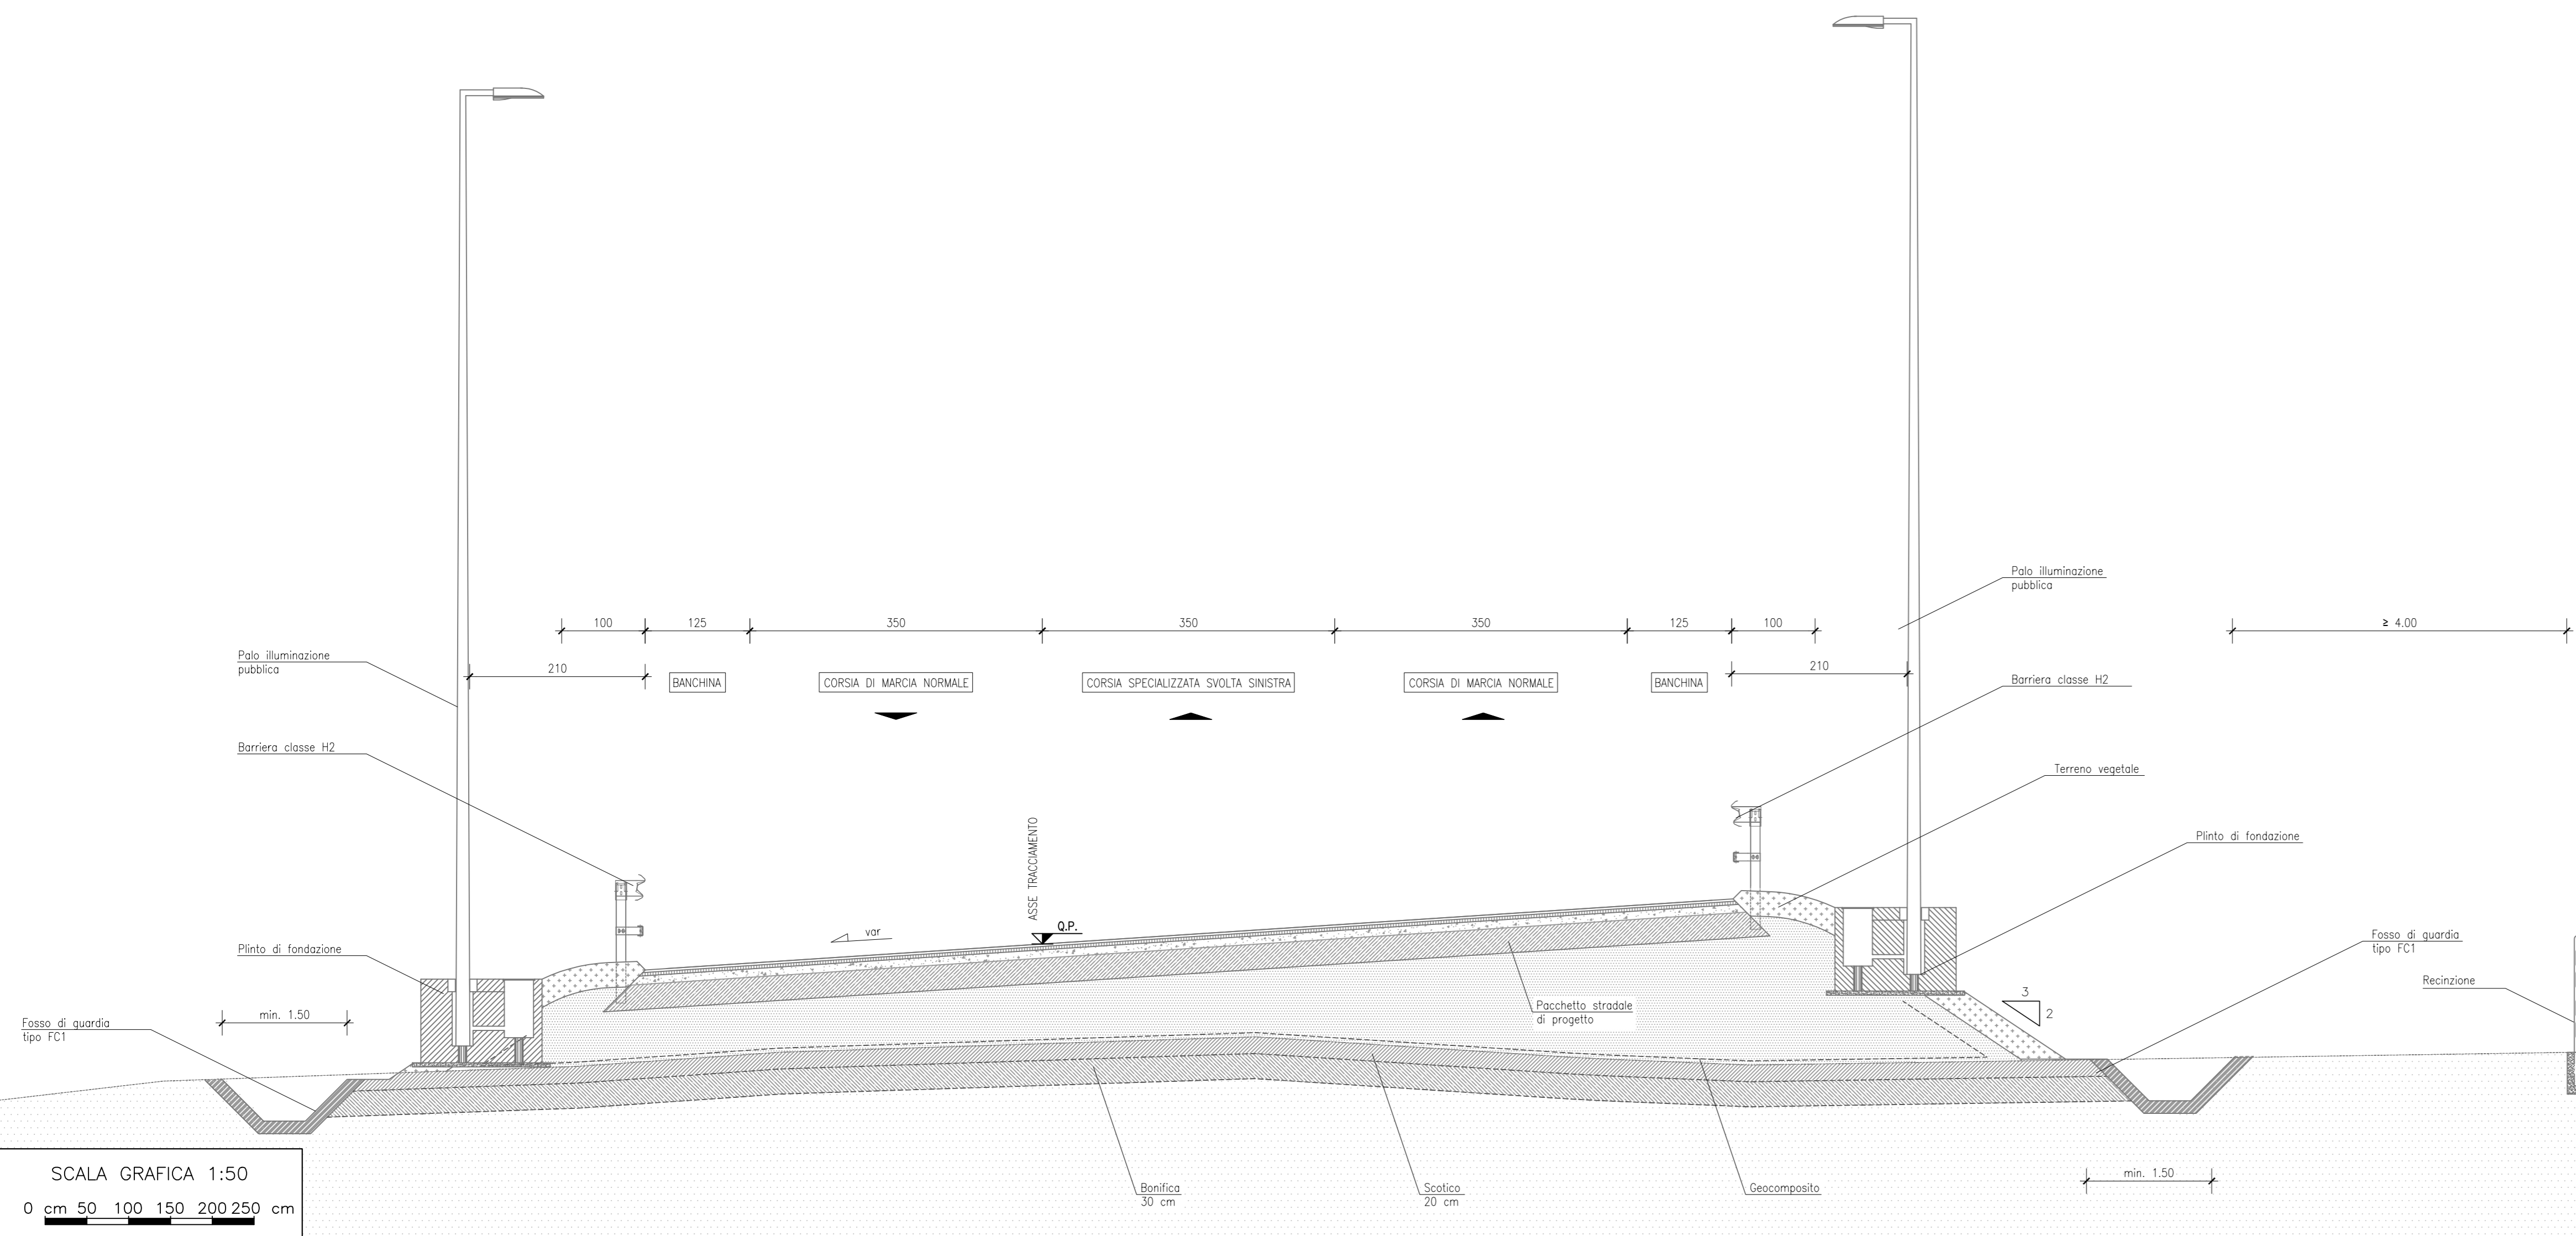 Palo illuminazione
pubblica
100
125
350
350
350
125
100
≥ 4.00
Palo illuminazione
pubblica
210
210
BANCHINA
CORSIA DI MARCIA NORMALE
CORSIA SPECIALIZZATA SVOLTA SINISTRA
CORSIA DI MARCIA NORMALE
BANCHINA
Barriera classe H2
Barriera classe H2
Terreno vegetale
ASSE TRACCIAMENTO
Plinto di fondazione
Q.P.
var
Plinto di fondazione
Fosso di guardia
tipo FC1
Recinzione
Pacchetto stradale
di progetto
3
2
min. 1.50
Fosso di guardia
tipo FC1
SCALA GRAFICA 1:50
0 cm 50 100 150 200 250 cm
Bonifica
30 cm
Scotico
20 cm
Geocomposito
min. 1.50